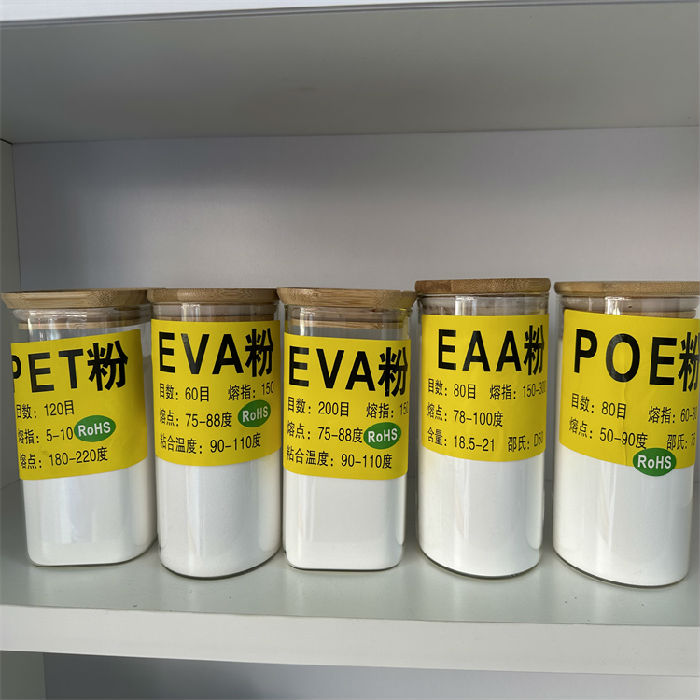 PET粉
目数：120目
熔指：5-10
RoHS
熔点：180-220度
EVA粉
目数：60目 熔指：150
熔点：75-88度
RoHS
粘合温度：90-110度
EVA粉
目数：200目 熔指：150
熔点：75-88度
RoHS
粘合温度：90-110度
EAA粉
目数：80目 熔指：150-300
熔点：78-100度
含量：18.5-21 邵氏：D50
POE粉
目数：80目 熔指：60-
熔点：50-90度 邵氏：
RoHS